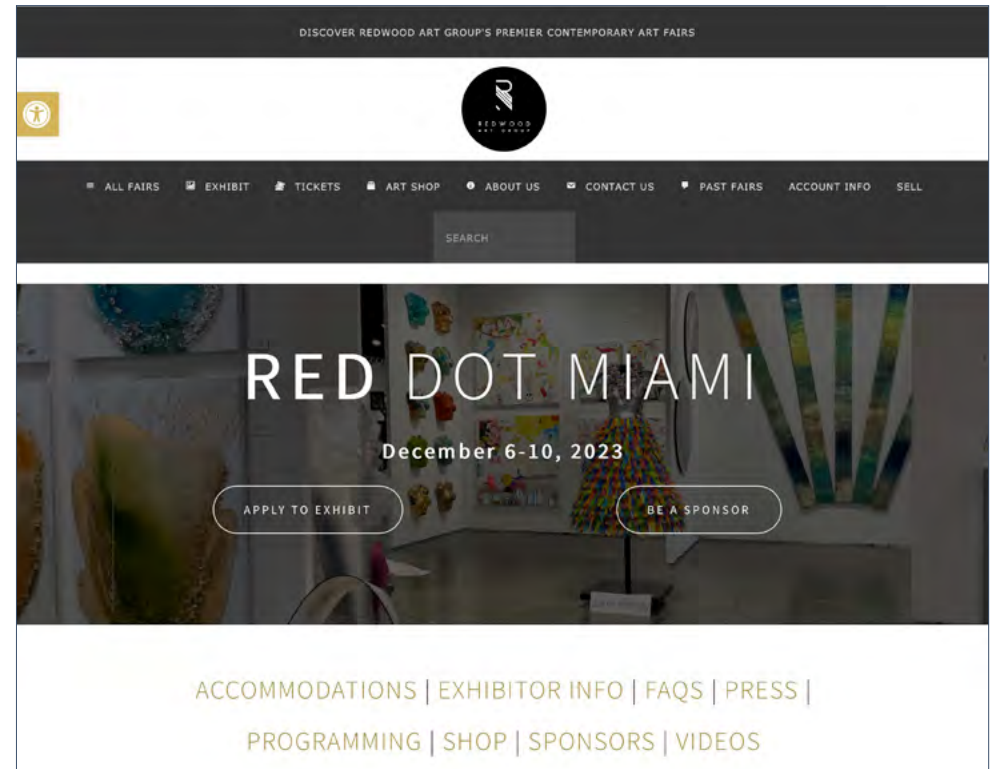 DISCOVER REDWOOD ART GROUP'S PREMIER CONTEMPORARY ART FAIRS
R
REDWOOD
ART GROUP
ALL FAIRS EXHIBIT TICKETS ART SHOP ABOUT US CONTACT US PAST FAIRS ACCOUNT INFO SELL
SEARCH
RED DOT MIAMI
December 6-10, 2023
APPLY TO EXHIBIT BE A SPONSOR
ACCOMMODATIONS | EXHIBITOR INFO | FAQS | PRESS |
PROGRAMMING | SHOP | SPONSORS | VIDEOS